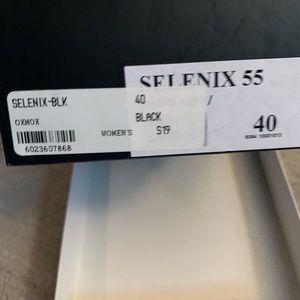 SELENIX 55
SELENIX-BLK 40
OXMOX BLACK
WOMEN'S S19
6023607868
40